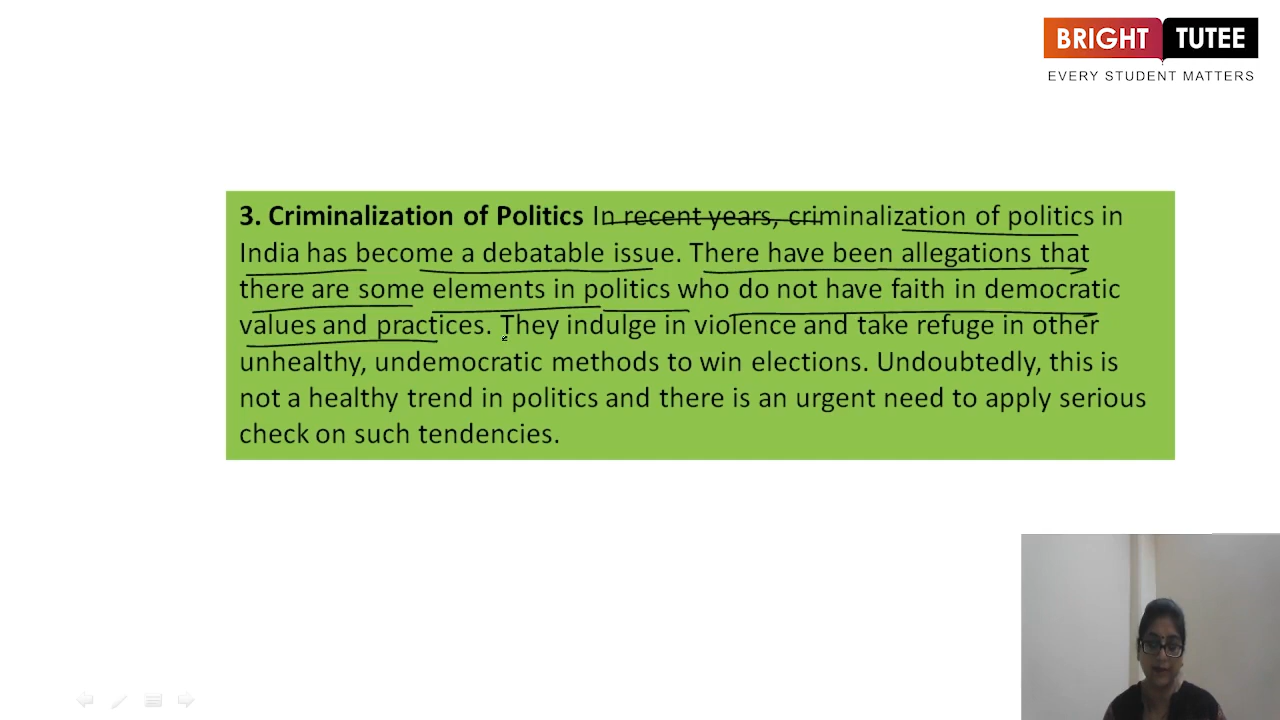 BRIGHT TUTEE
EVERY STUDENT MATTERS
3. Criminalization of Politics In recent years, criminalization of politics in
India has become a debatable issue. There have been allegations that
there are some elements in politics who do not have faith in democratic
values and practices. They indulge in violence and take refuge in other
unhealthy, undemocratic methods to win elections. Undoubtedly, this is
not a healthy trend in politics and there is an urgent need to apply serious
check on such tendencies.